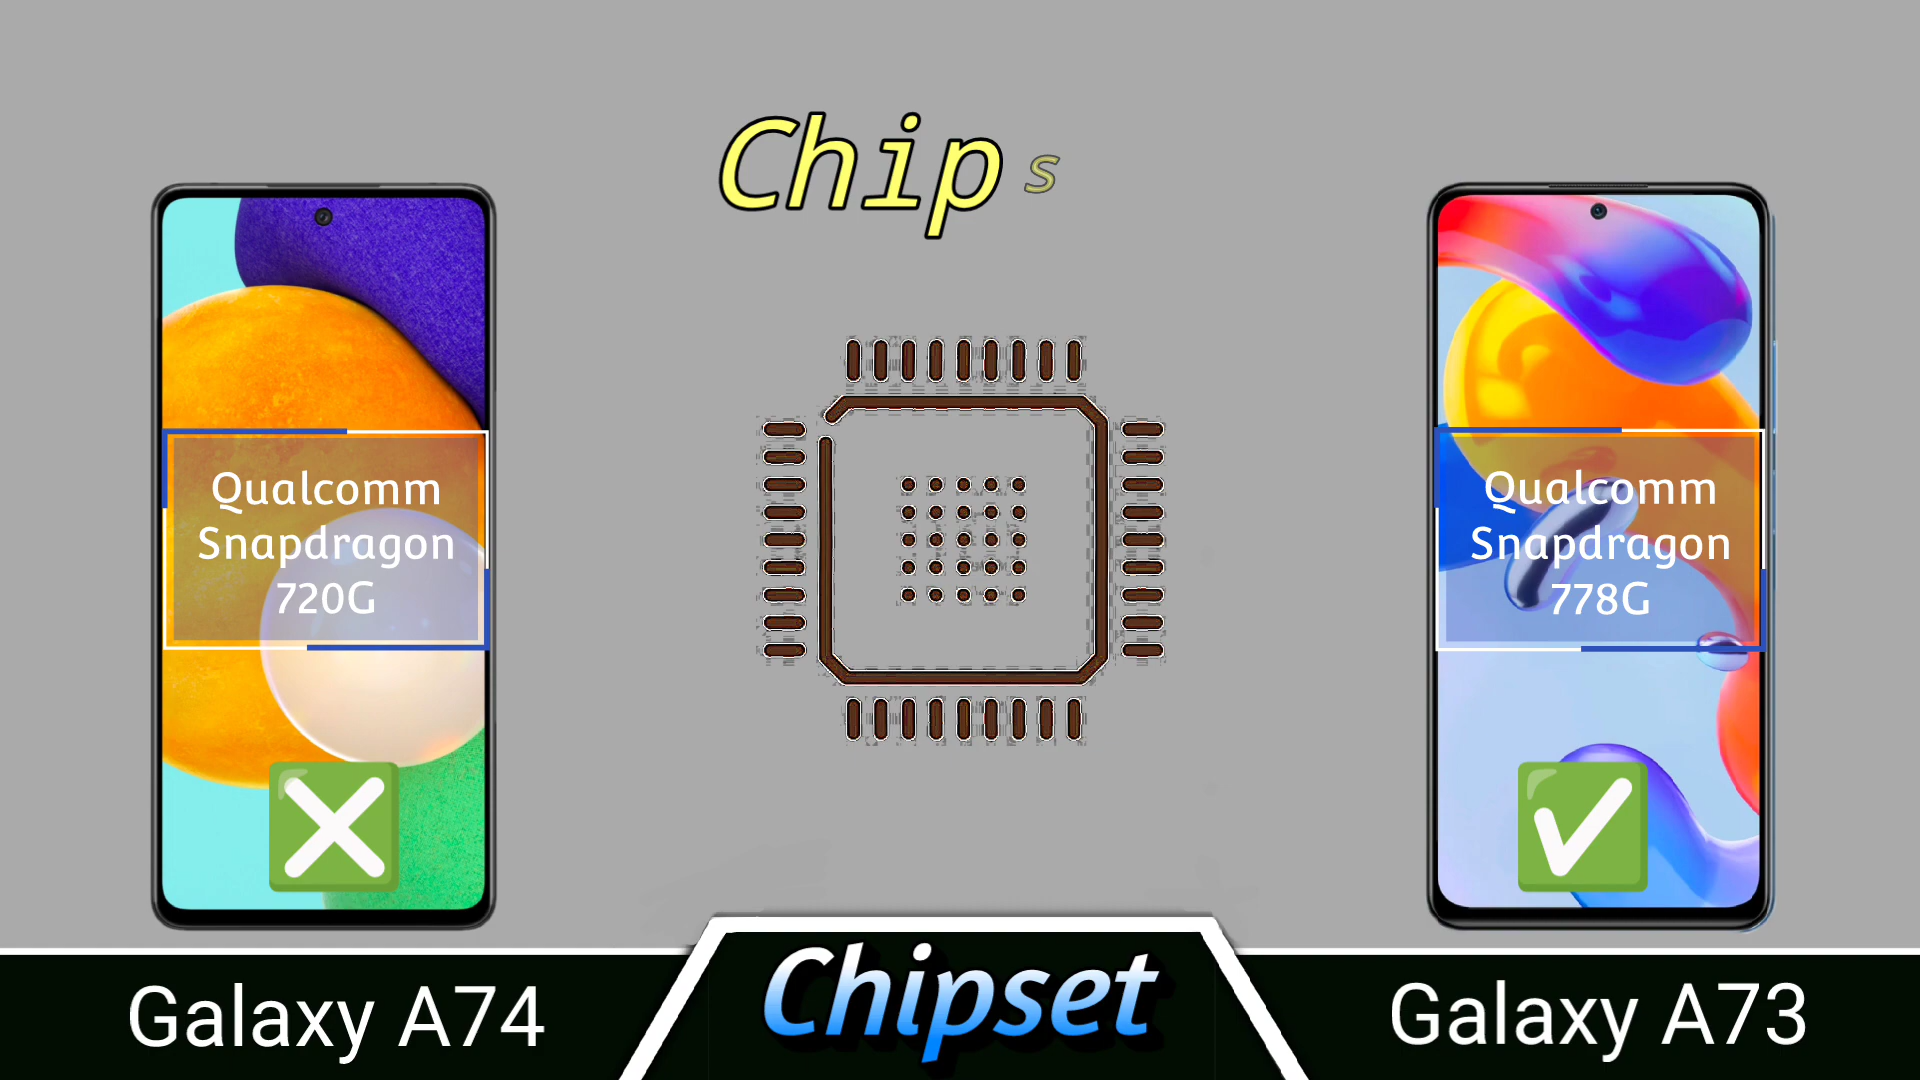 Chips
Qualcomm
Snapdragon
720G
Qualcomm
Snapdragon
778G
Galaxy A74
Chipset
Galaxy A73